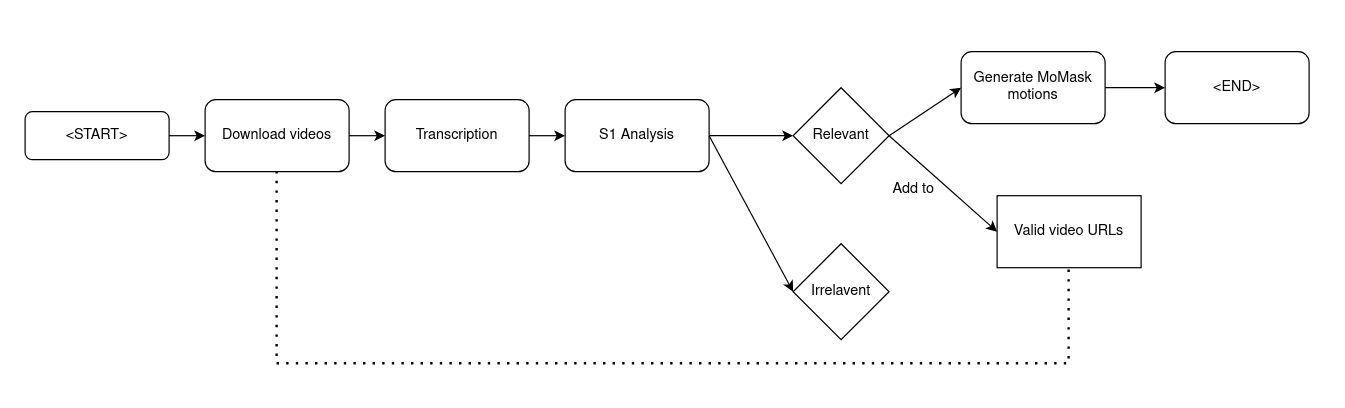 <START>
Download videos
Transcription
S1 Analysis
Relevant
Irrelavent
Add to
Generate MoMask
motions
<END>
Valid video URLs